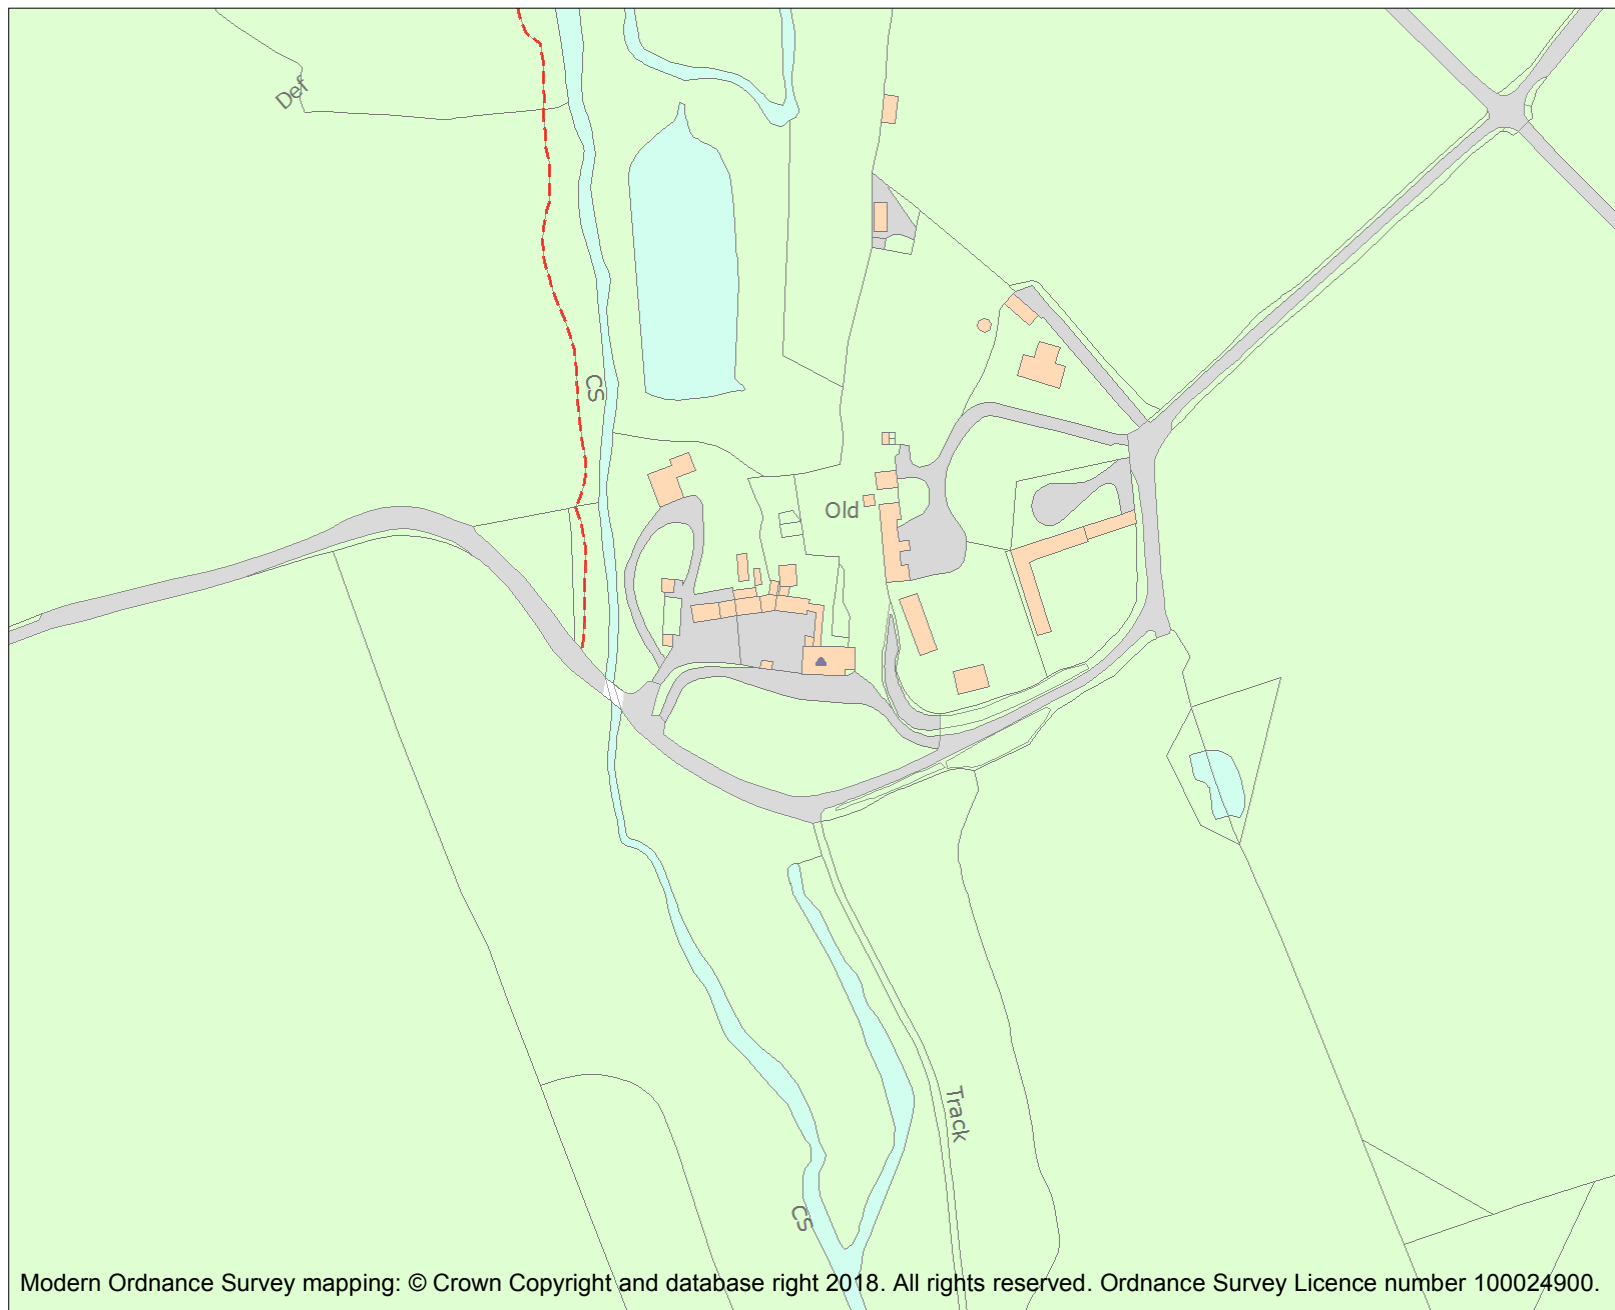 Def
CS
Old
Track
CS
Modern Ordnance Survey mapping: © Crown Copyright and database right 2018. All rights reserved. Ordnance Survey Licence number 100024900.